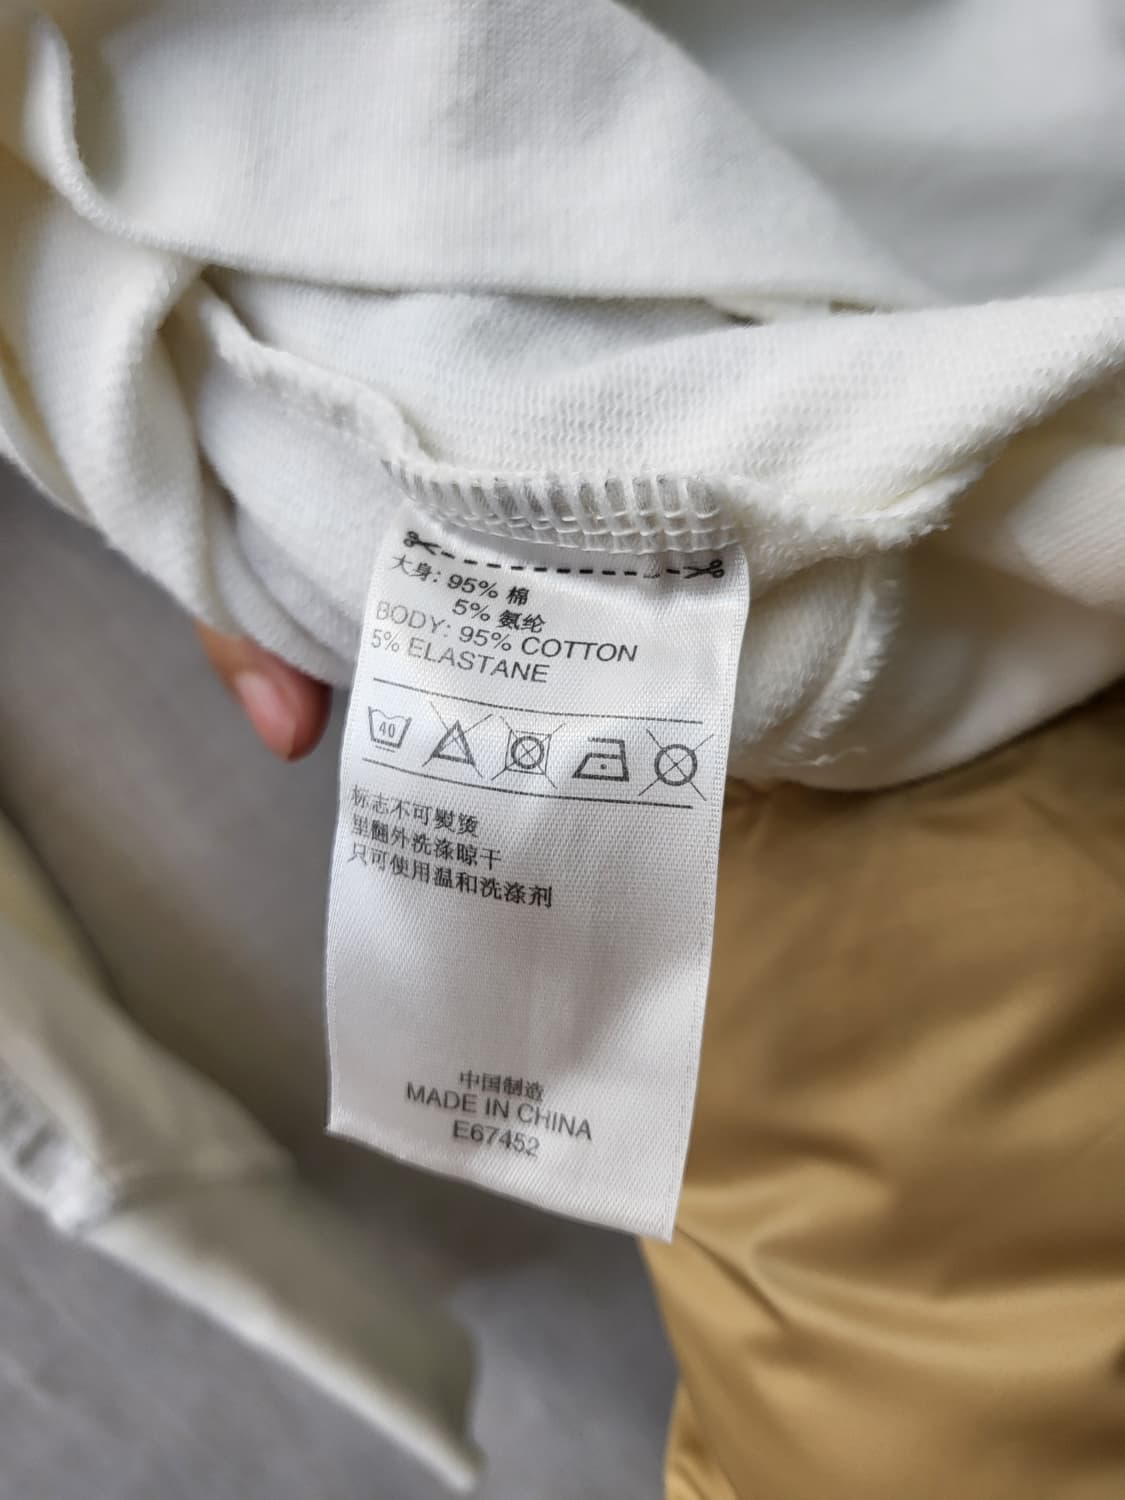 大身: 95% 棉
5% 氨纶
BODY: 95% COTTON
5% ELASTANE
40
标志不可熨烫
里翻外洗涤晾干
只可使用温和洗涤剂
中国制造
MADE IN CHINA
E67452